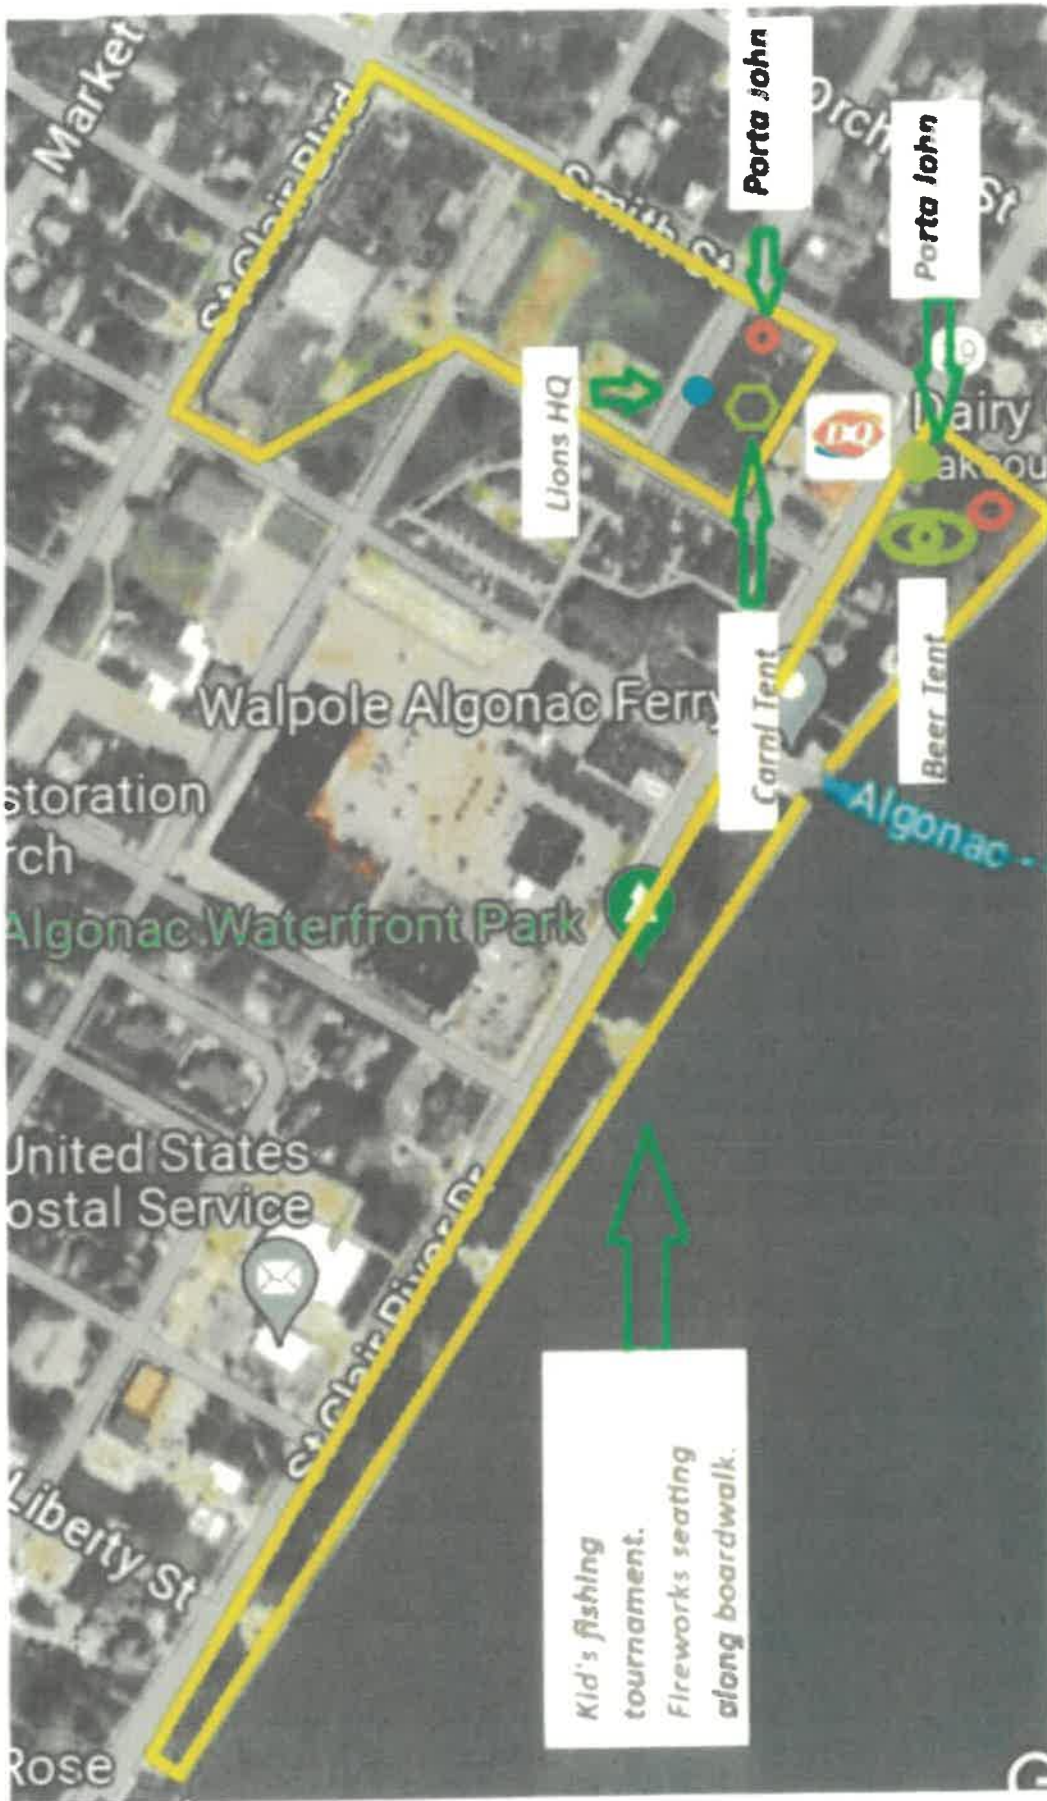 Market
St Clair Blvd
Smith St
Porta John
Orch
St
Porta John
Lions HQ
DQ
Dairy
akeou
Walpole Algonac Ferry
Carni Tent
Beer Tent
Algonac
storation
rch
Algonac Waterfront Park
United States
ostal Service
St Clair River Dr
Liberty St
Kid's fishing
tournament.
Fireworks seating
along boardwalk.
Rose
G